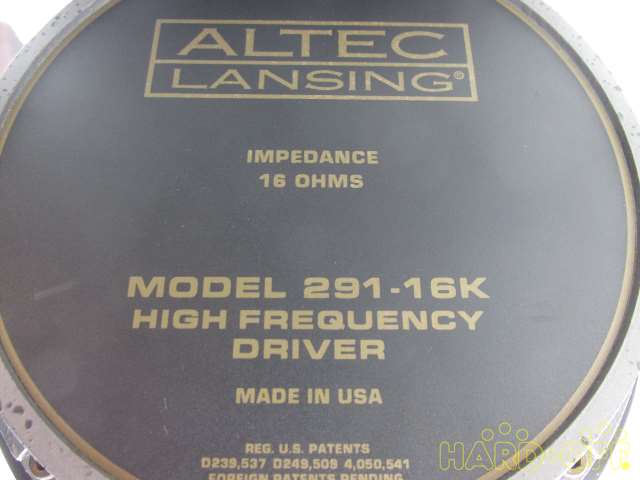 ALTEC
LANSING®
IMPEDANCE
16 OHMS
MODEL 291-16K
HIGH FREQUENCY
DRIVER
MADE IN USA
REG. U.S. PATENTS
D239,537 D249,509 4,050,541
FOREIGN PATENTS PENDING
HARD-OFF